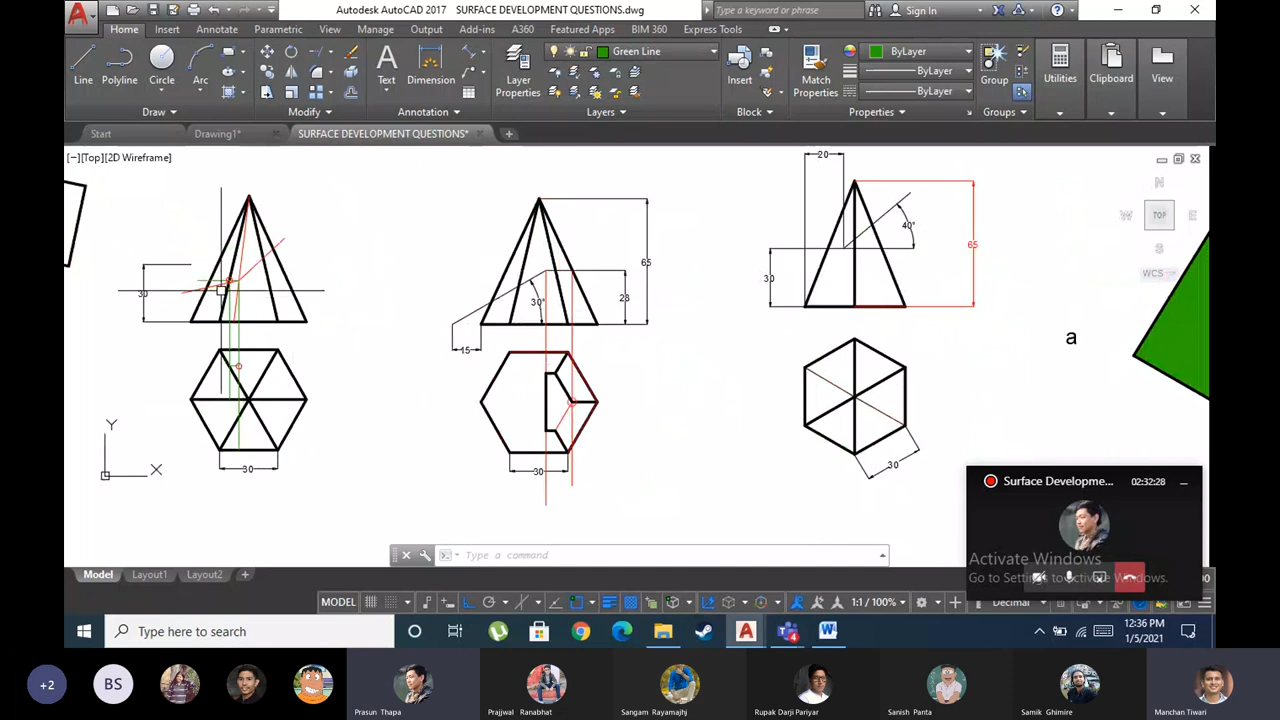 Autodesk AutoCAD 2017 SURFACE DEVELOPMENT QUESTIONS.dwg
Type a keyword or phrase
Sign In
Home Insert Annotate Parametric View Manage Output Add-ins A360 Featured Apps BIM 360 Express Tools
Line Polyline Circle Arc
Text Dimension
Layer Properties
Green Line
Insert
Match Properties
ByLayer
ByLayer
ByLayer
Group
Utilities
Clipboard
View
Draw Modify Annotation Layers Block Properties Groups
Start Drawing1* SURFACE DEVELOPMENT QUESTIONS*
[−][Top][2D Wireframe]
N
W TOP E
S
WCS
20
40°
65
30
65
30°
28
15
30
30
30
30
a
Y
X
Surface Developme... 02:32:28
Activate Windows
Go to Settings to activate Windows.
Type a command
Model Layout1 Layout2 +
MODEL
1:1 / 100%
Decimal
Type here to search
12:36 PM
1/5/2021
+2 BS
Prasun Thapa
Prajjwal Ranabhat
Sangam Rayamajhi
Rupak Darji Pariyar
Sanish Panta
Samik Ghimire
Manchan Tiwari